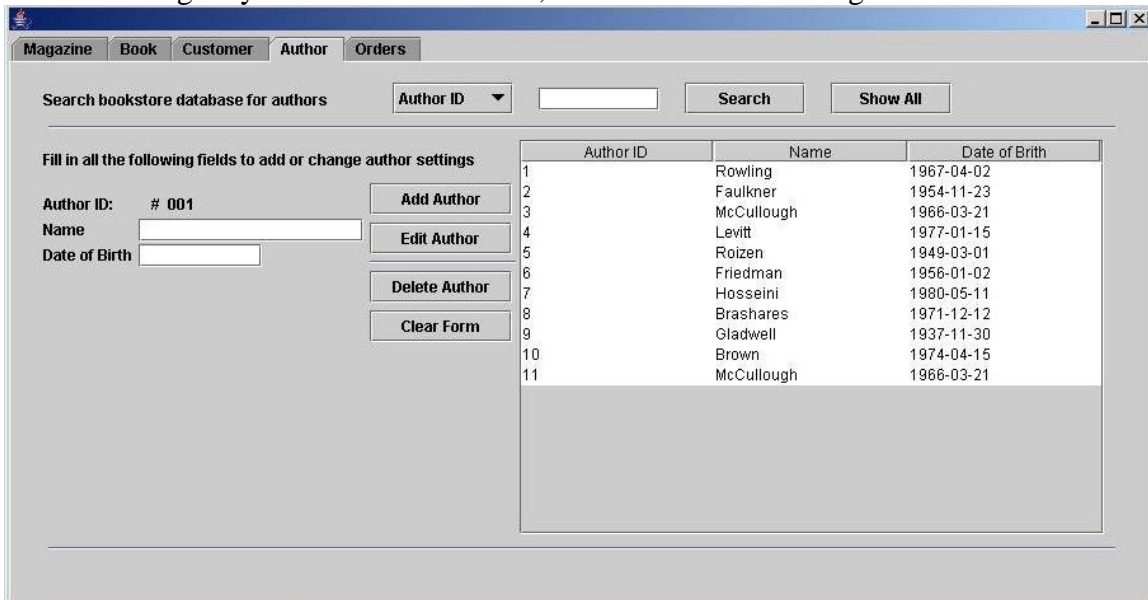 Magazine Book Customer Author Orders
Search bookstore database for authors Author ID Search Show All
Fill in all the following fields to add or change author settings
Author ID: # 001
Name
Date of Birth
Add Author
Edit Author
Delete Author
Clear Form
Author ID Name Date of Brith
1 Rowling 1967-04-02
2 Faulkner 1954-11-23
3 McCullough 1966-03-21
4 Levitt 1977-01-15
5 Roizen 1949-03-01
6 Friedman 1956-01-02
7 Hosseini 1980-05-11
8 Brashares 1971-12-12
9 Gladwell 1937-11-30
10 Brown 1974-04-15
11 McCullough 1966-03-21